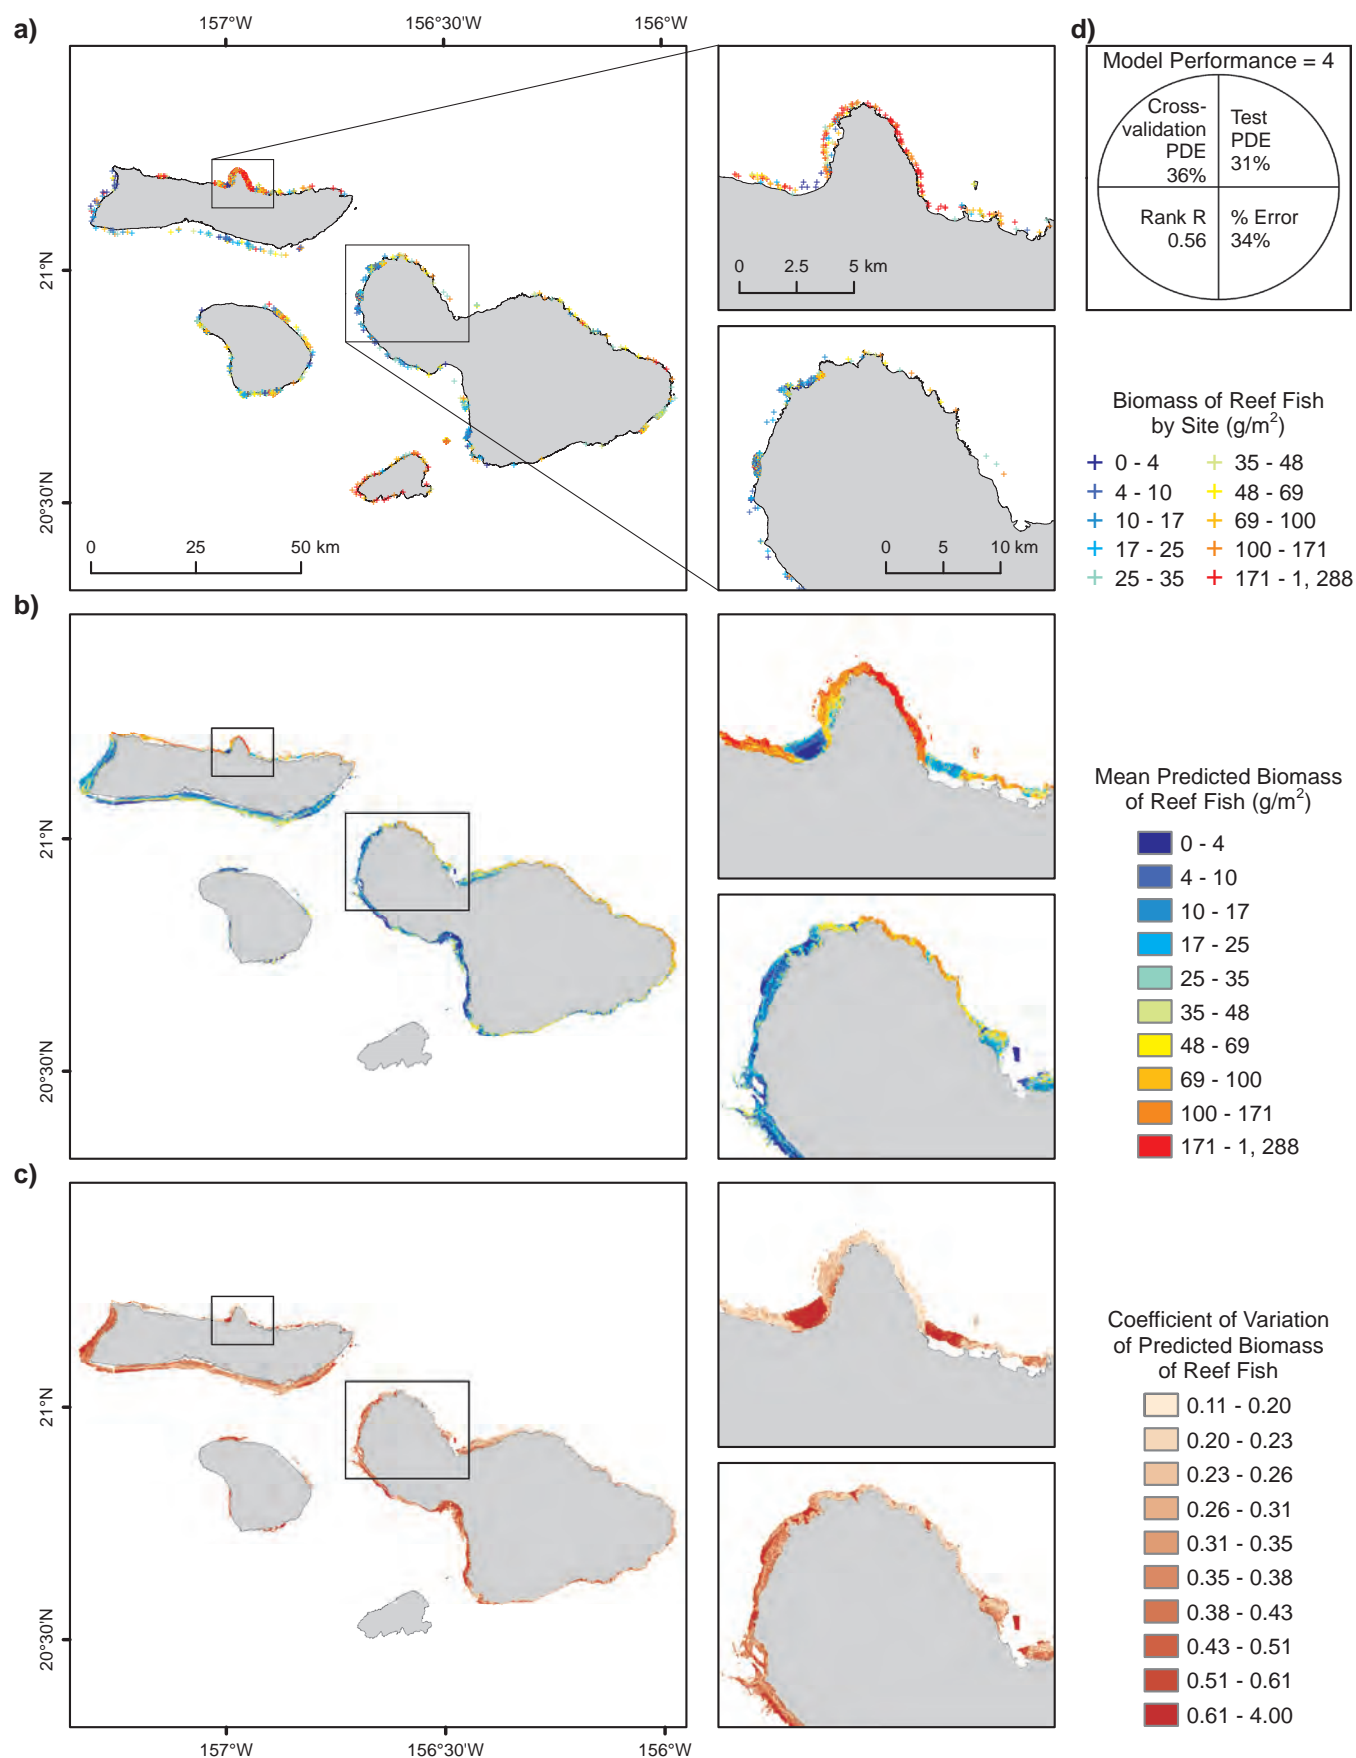 a)
157°W
156°30'W
156°W
d)
21°N
20°30'N
0 25 50 km
0 2.5 5 km
0 5 10 km
Model Performance = 4
Cross-
validation
PDE
36%
Test
PDE
31%
Rank R
0.56
% Error
34%
Biomass of Reef Fish
by Site (g/m²)
0 - 4
4 - 10
10 - 17
17 - 25
25 - 35
35 - 48
48 - 69
69 - 100
100 - 171
171 - 1, 288
b)
21°N
20°30'N
Mean Predicted Biomass
of Reef Fish (g/m²)
0 - 4
4 - 10
10 - 17
17 - 25
25 - 35
35 - 48
48 - 69
69 - 100
100 - 171
171 - 1, 288
c)
21°N
20°30'N
157°W
156°30'W
156°W
Coefficient of Variation
of Predicted Biomass
of Reef Fish
0.11 - 0.20
0.20 - 0.23
0.23 - 0.26
0.26 - 0.31
0.31 - 0.35
0.35 - 0.38
0.38 - 0.43
0.43 - 0.51
0.51 - 0.61
0.61 - 4.00